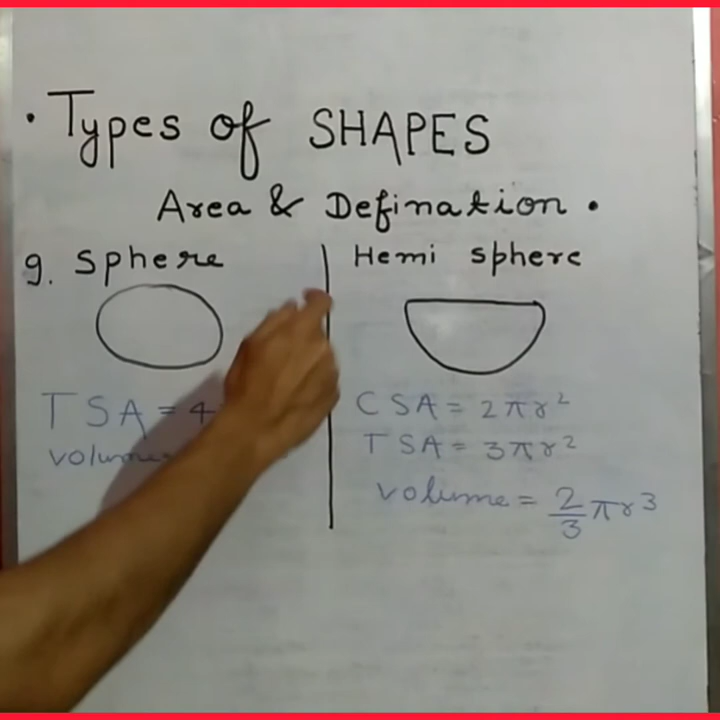 • Types of SHAPES
Area & Defination •
9. Sphere
TSA = 4
volume
Hemi sphere
CSA = 2πr²
TSA = 3πr²
volume = 2/3 πr³